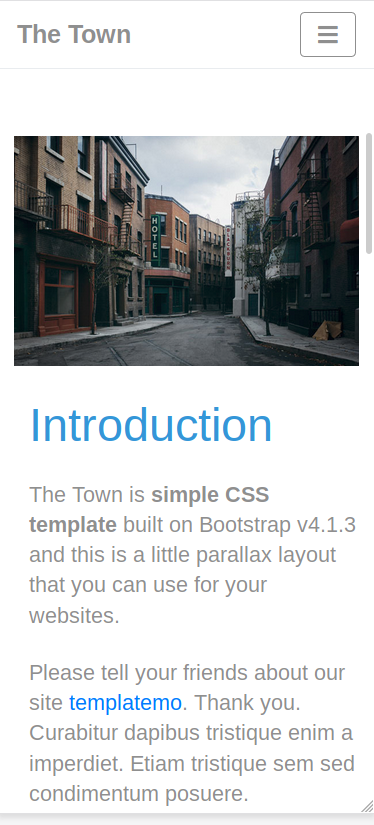 The Town
HOTEL
Introduction
The Town is simple CSS
template built on Bootstrap v4.1.3
and this is a little parallax layout
that you can use for your
websites.
Please tell your friends about our
site templatemo. Thank you.
Curabitur dapibus tristique enim a
imperdiet. Etiam tristique sem sed
condimentum posuere.